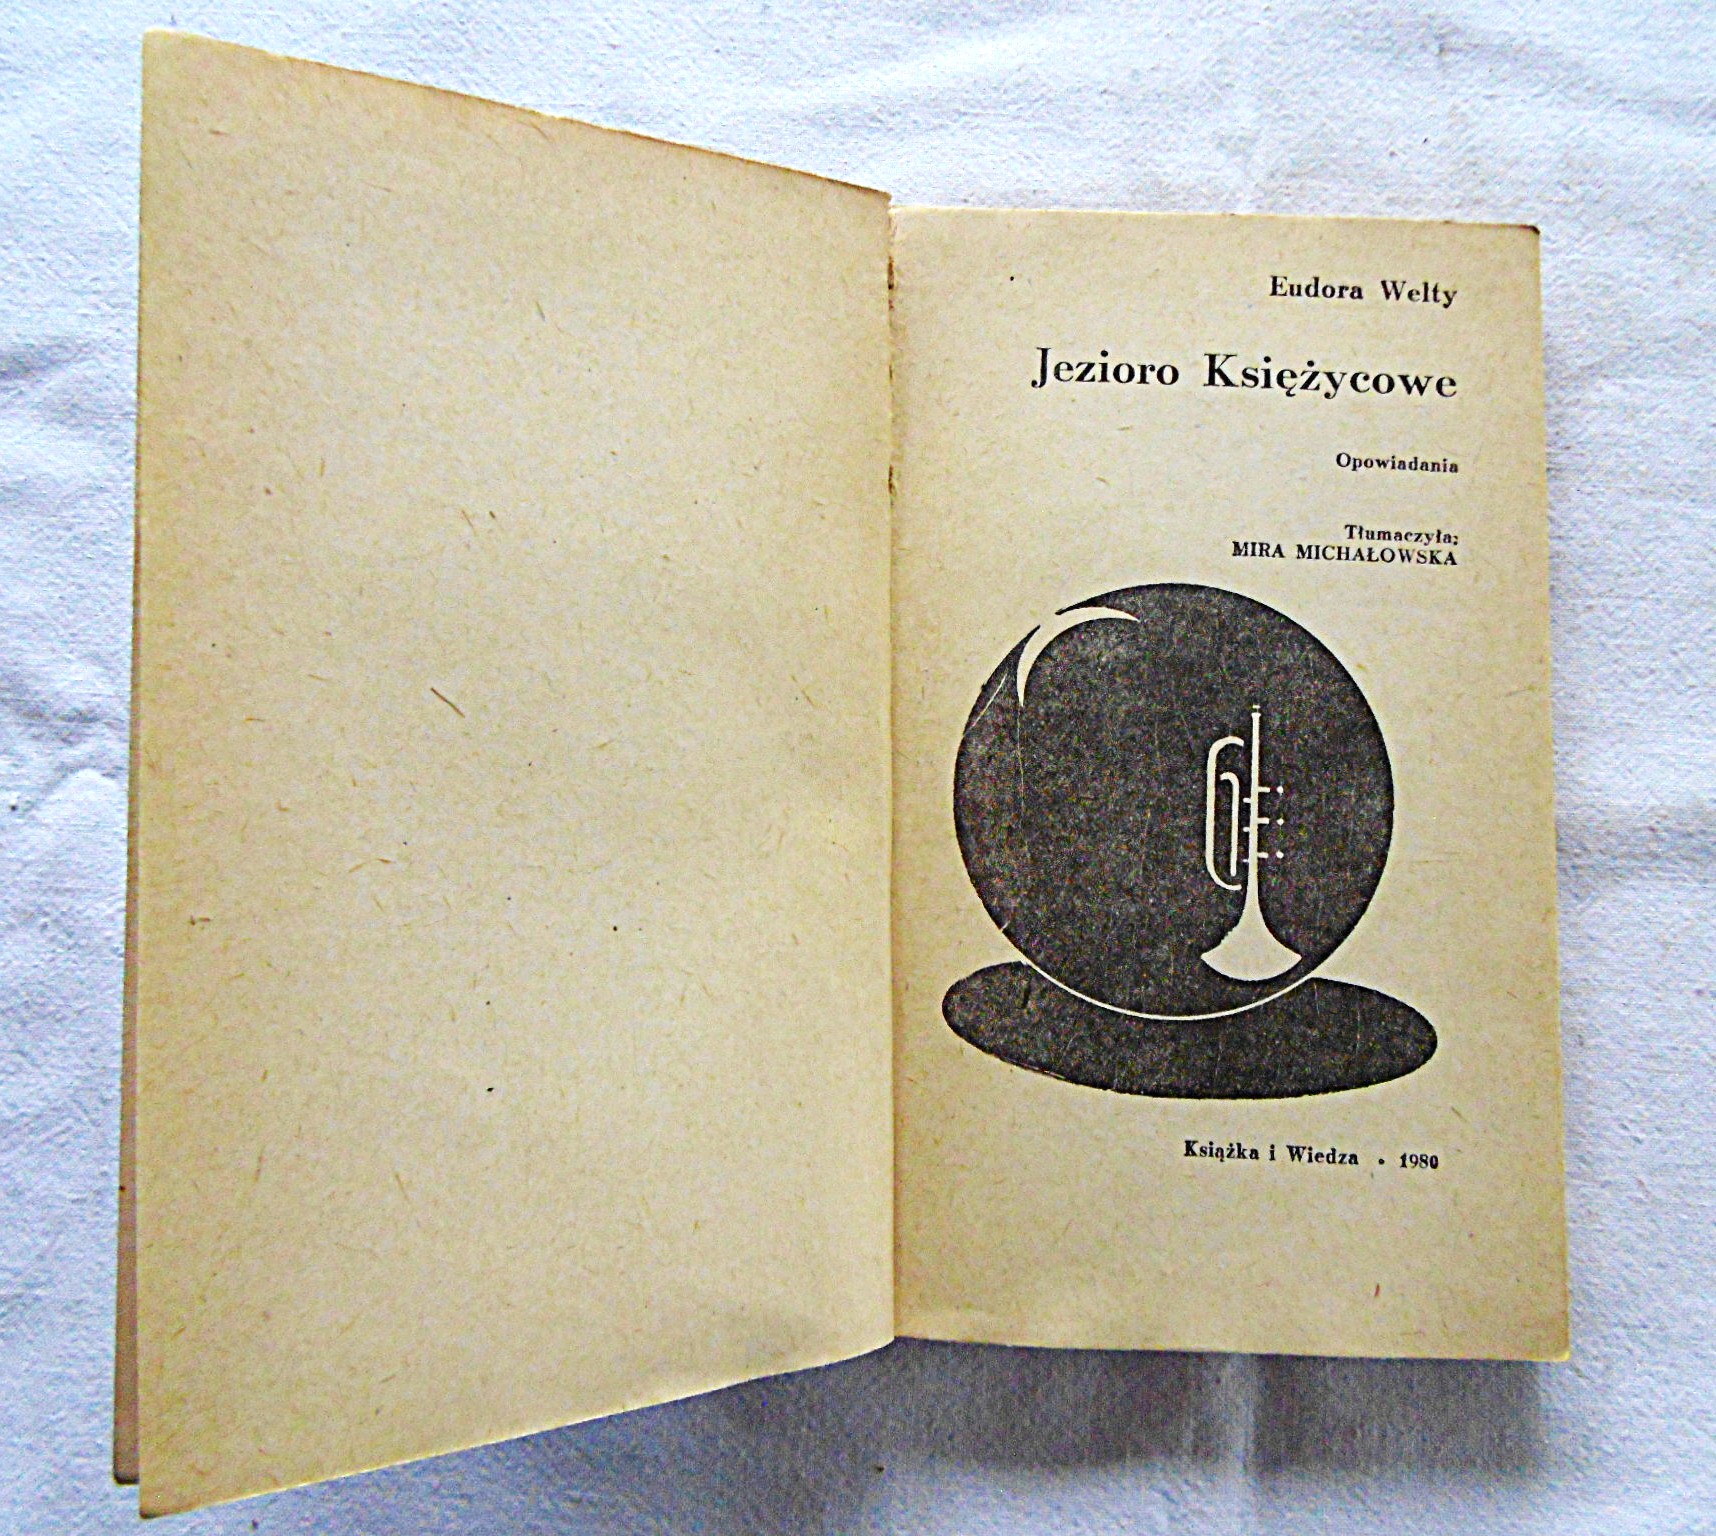 Eudora Welty
Jezioro Księżycowe
Opowiadania
Tłumaczyła:
MIRA MICHAŁOWSKA
Książka i Wiedza • 1980